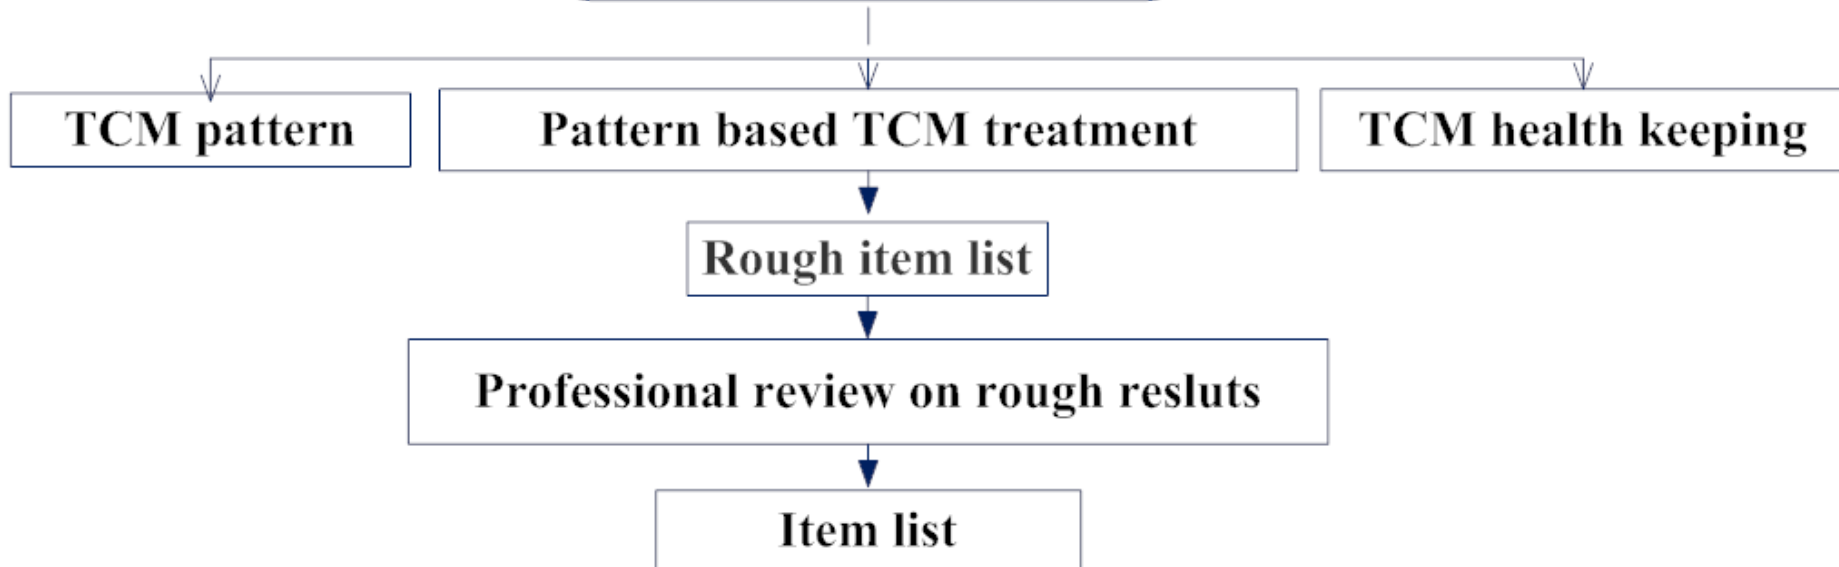 TCM pattern
Pattern based TCM treatment
TCM health keeping
Rough item list
Professional review on rough resluts
Item list